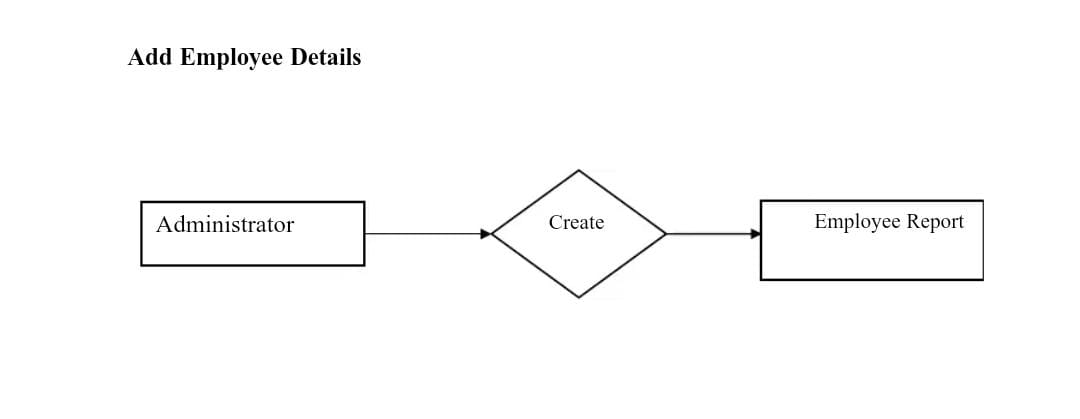 Add Employee Details
Administrator
Create
Employee Report